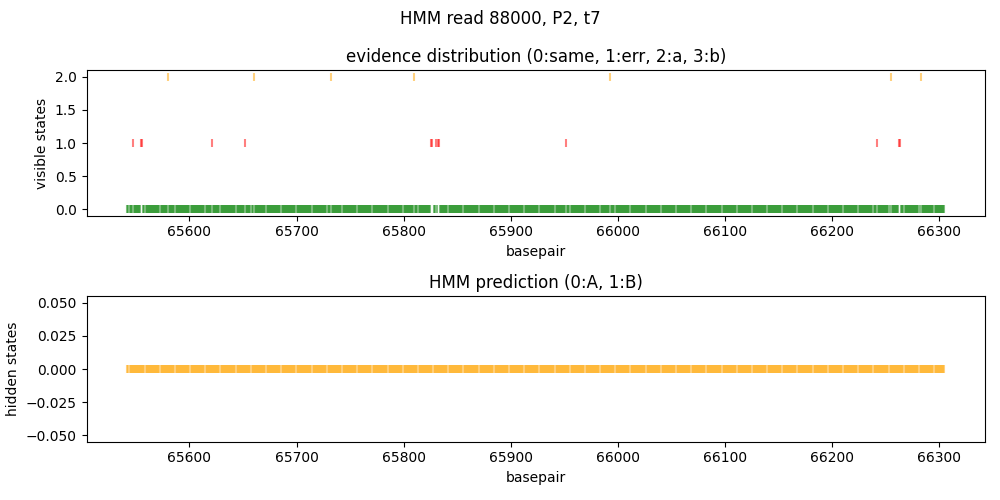 HMM read 88000, P2, t7
evidence distribution (0:same, 1:err, 2:a, 3:b)
visible states
2.0
1.5
1.0
0.5
0.0
65600 65700 65800 65900 66000 66100 66200 66300
basepair
HMM prediction (0:A, 1:B)
hidden states
0.050
0.025
0.000
−0.025
−0.050
65600 65700 65800 65900 66000 66100 66200 66300
basepair